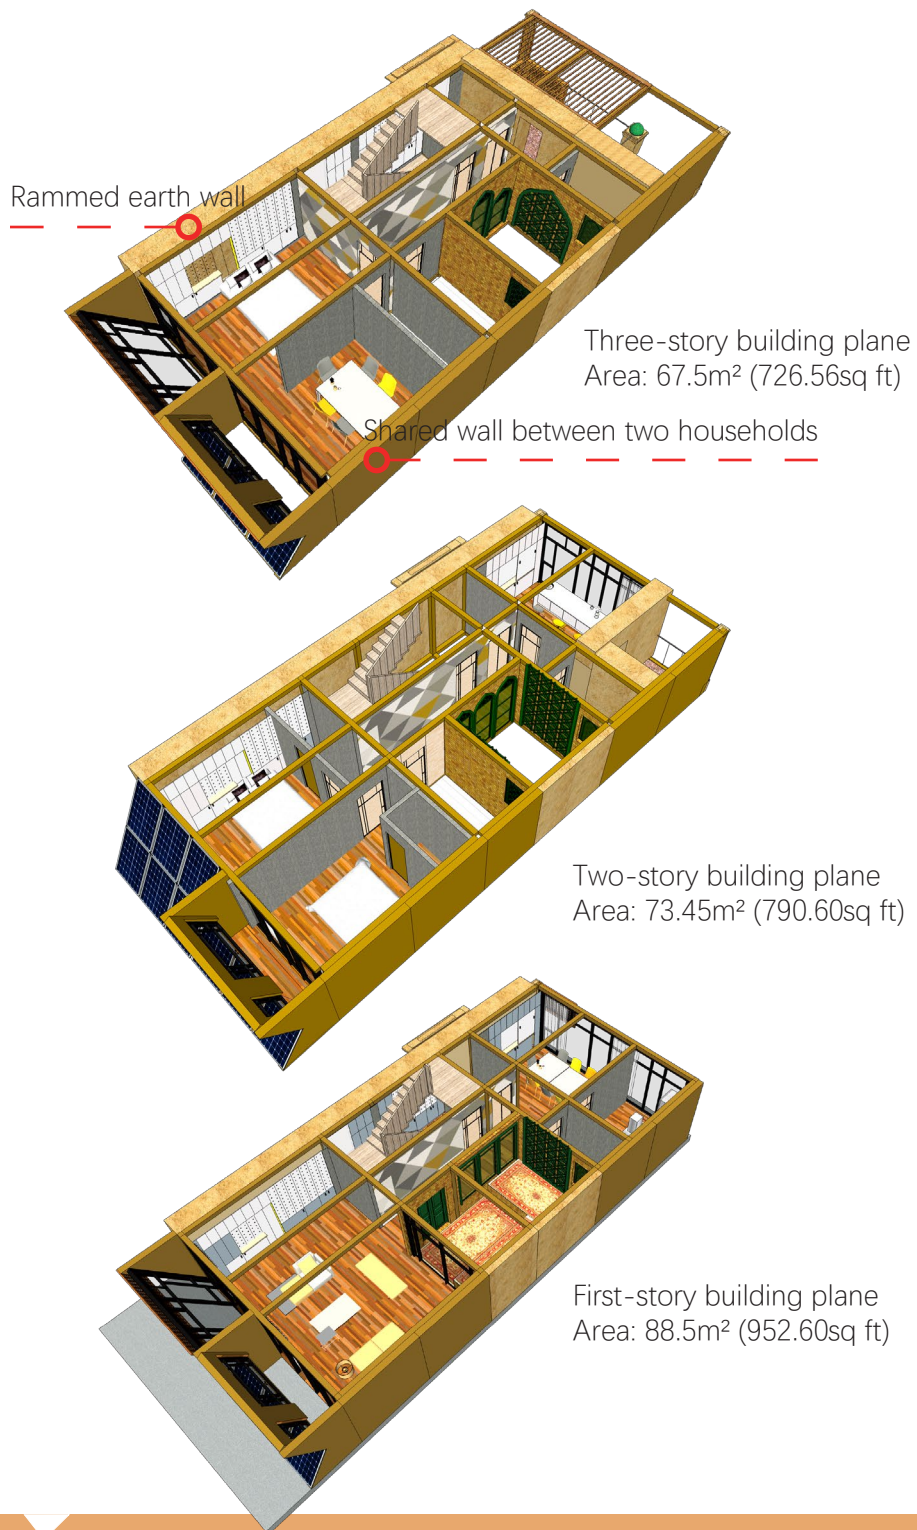 Rammed earth wall
Three-story building plane
Area: 67.5m² (726.56sq ft)
Shared wall between two households
Two-story building plane
Area: 73.45m² (790.60sq ft)
First-story building plane
Area: 88.5m² (952.60sq ft)